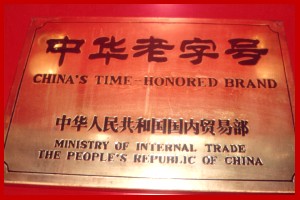 中华老字号
CHINA'S TIME-HONORED BRAND
中华人民共和国国内贸易部
MINISTRY OF INTERNAL TRADE
THE PEOPLE'S REPUBLIC OF CHINA